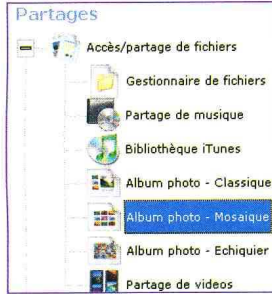 Partages
Accès/partage de fichiers
Gestionnaire de fichiers
Partage de musique
Bibliothèque iTunes
Album photo - Classique
Album photo - Mosaique
Album photo - Echiquier
Partage de videos